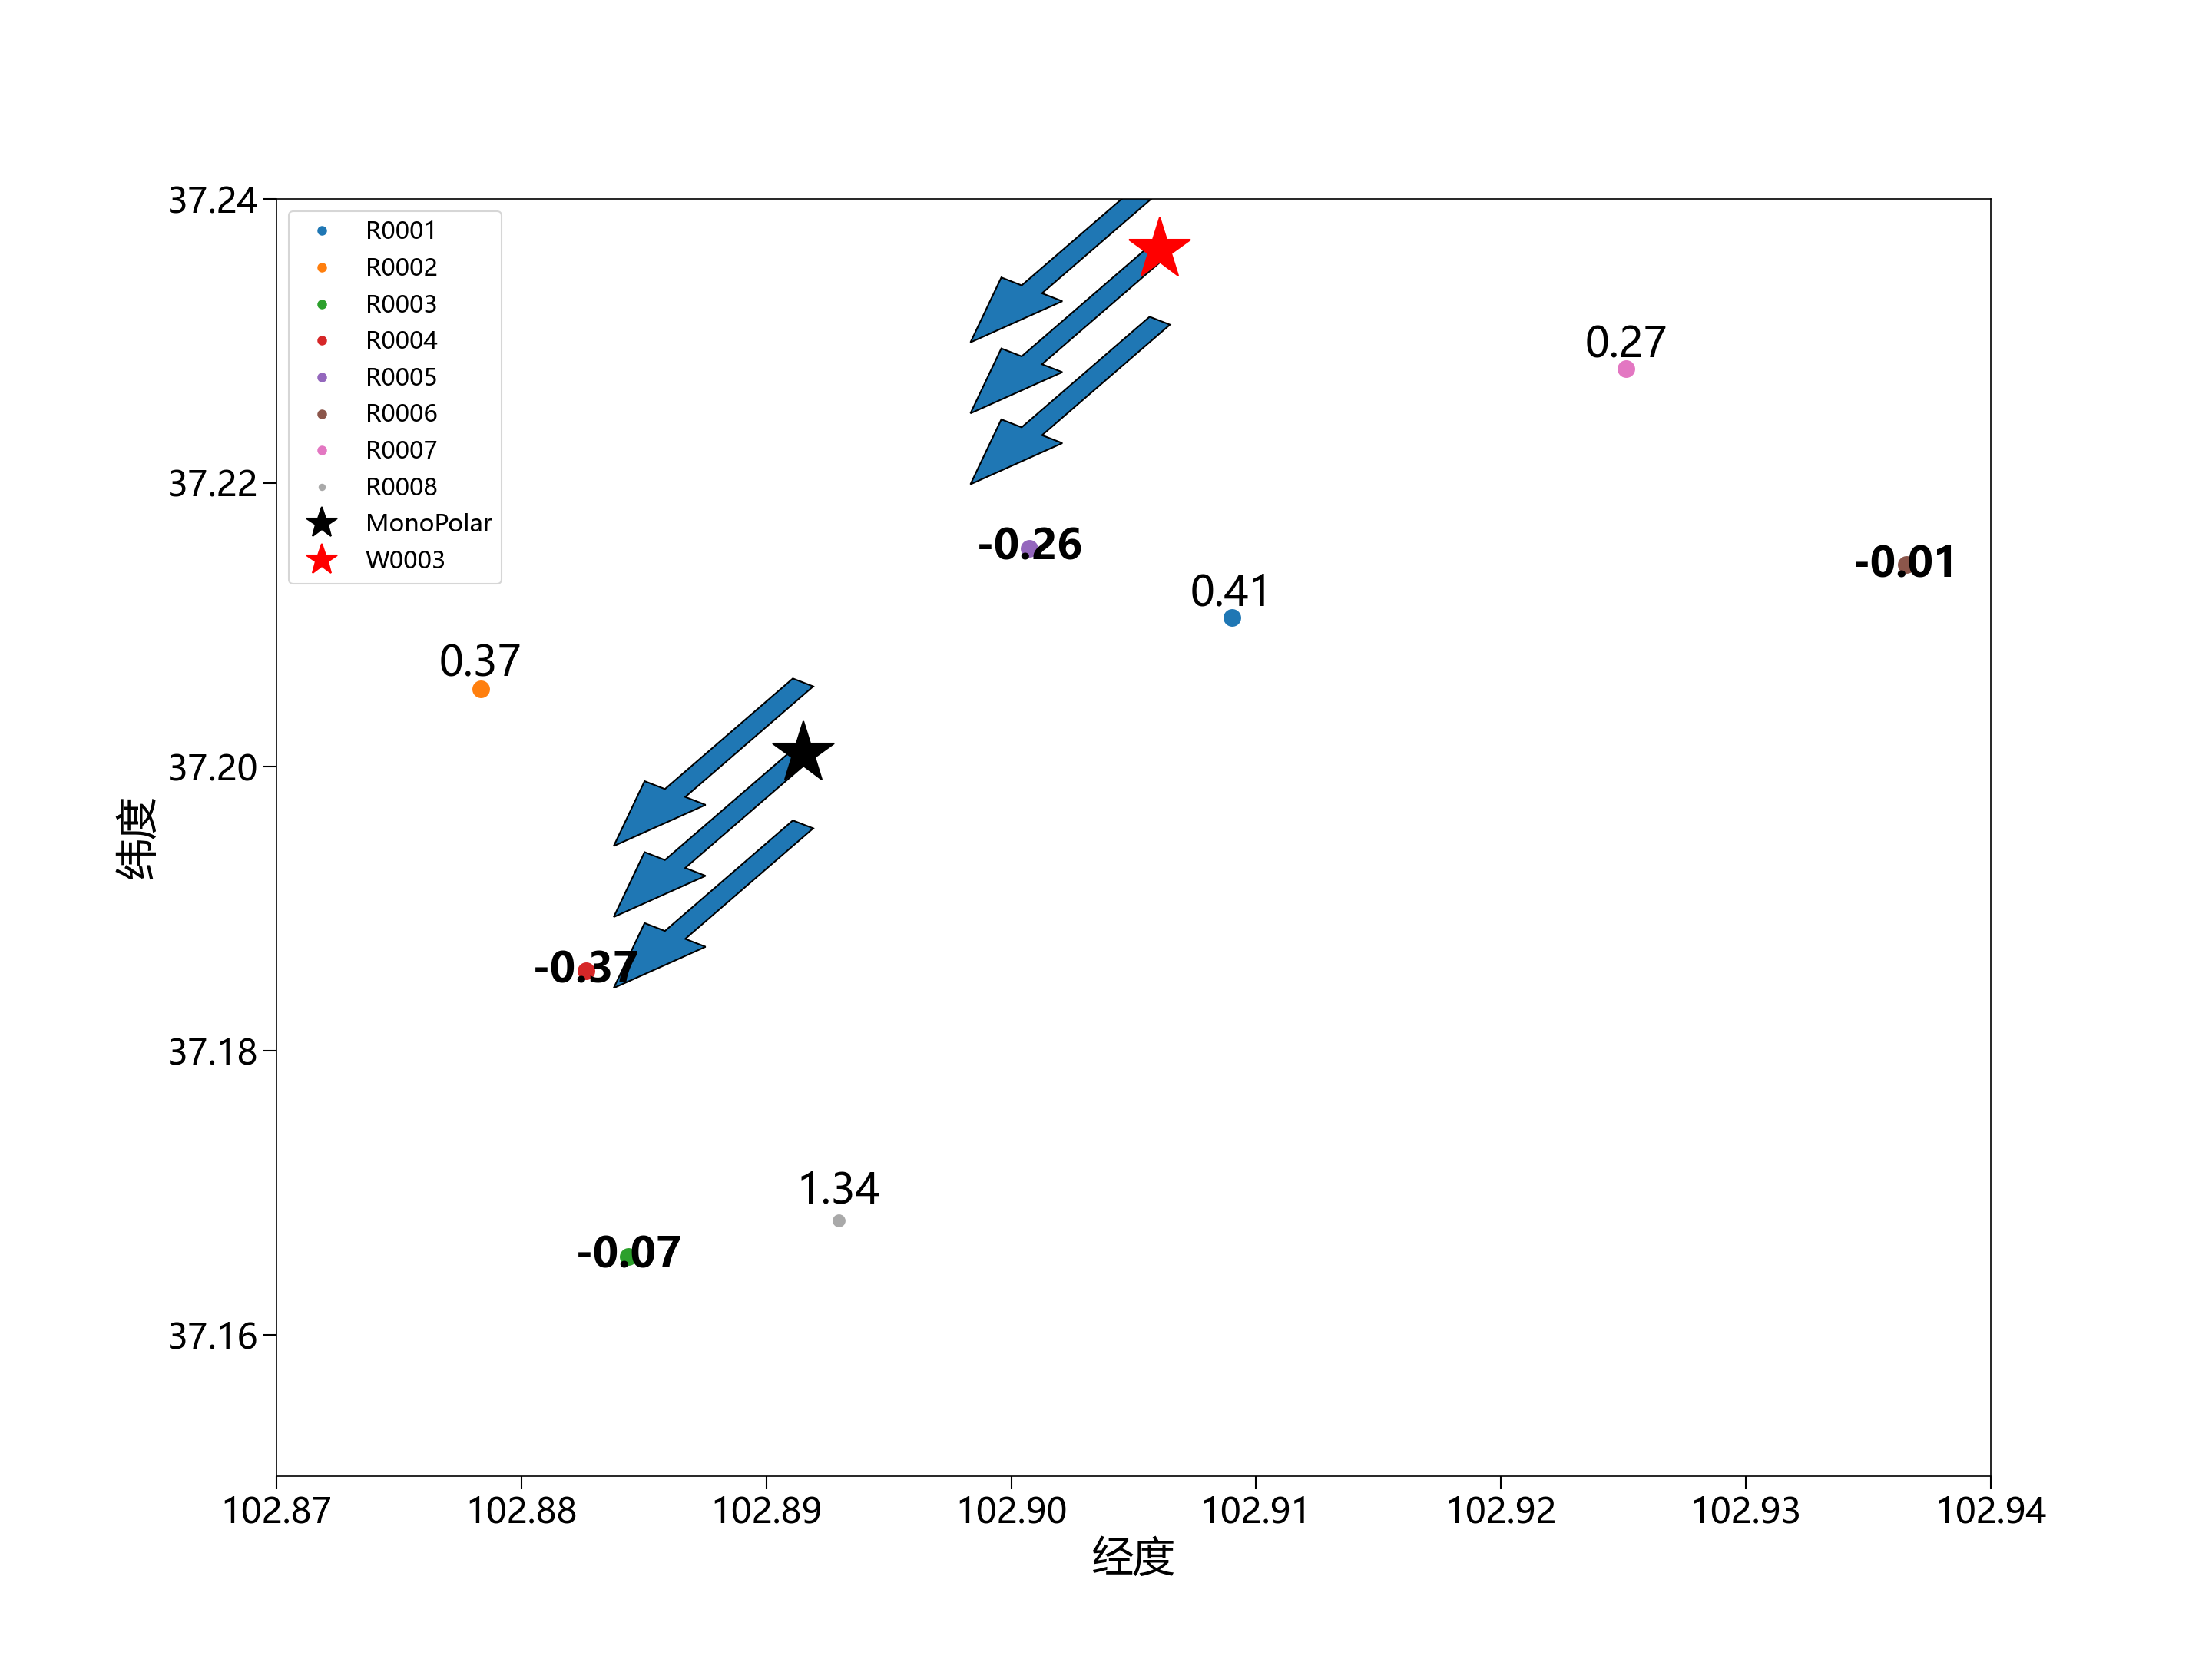 37.24
37.22
37.20
37.18
37.16
纬度
R0001
R0002
R0003
R0004
R0005
R0006
R0007
R0008
MonoPolar
W0003
0.27
-0.26
-0.01
0.41
0.37
-0.37
1.34
-0.07
102.87 102.88 102.89 102.90 102.91 102.92 102.93 102.94
经度